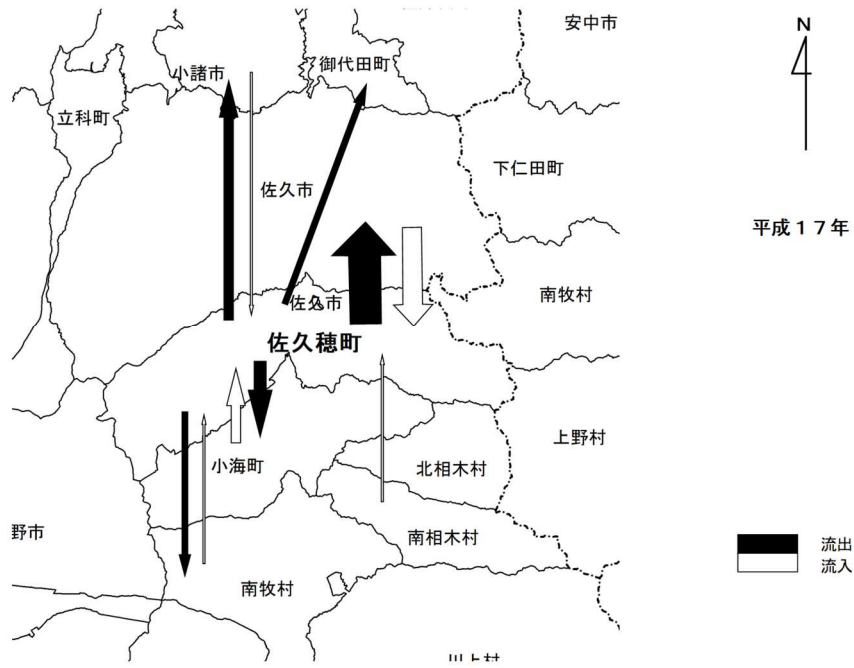 安中市
N
小諸市
御代田町
立科町
下仁田町
佐久市
平成１７年
南牧村
佐久市
佐久穂町
上野村
小海町
北相木村
野市
南相木村
流出
流入
南牧村
川上村